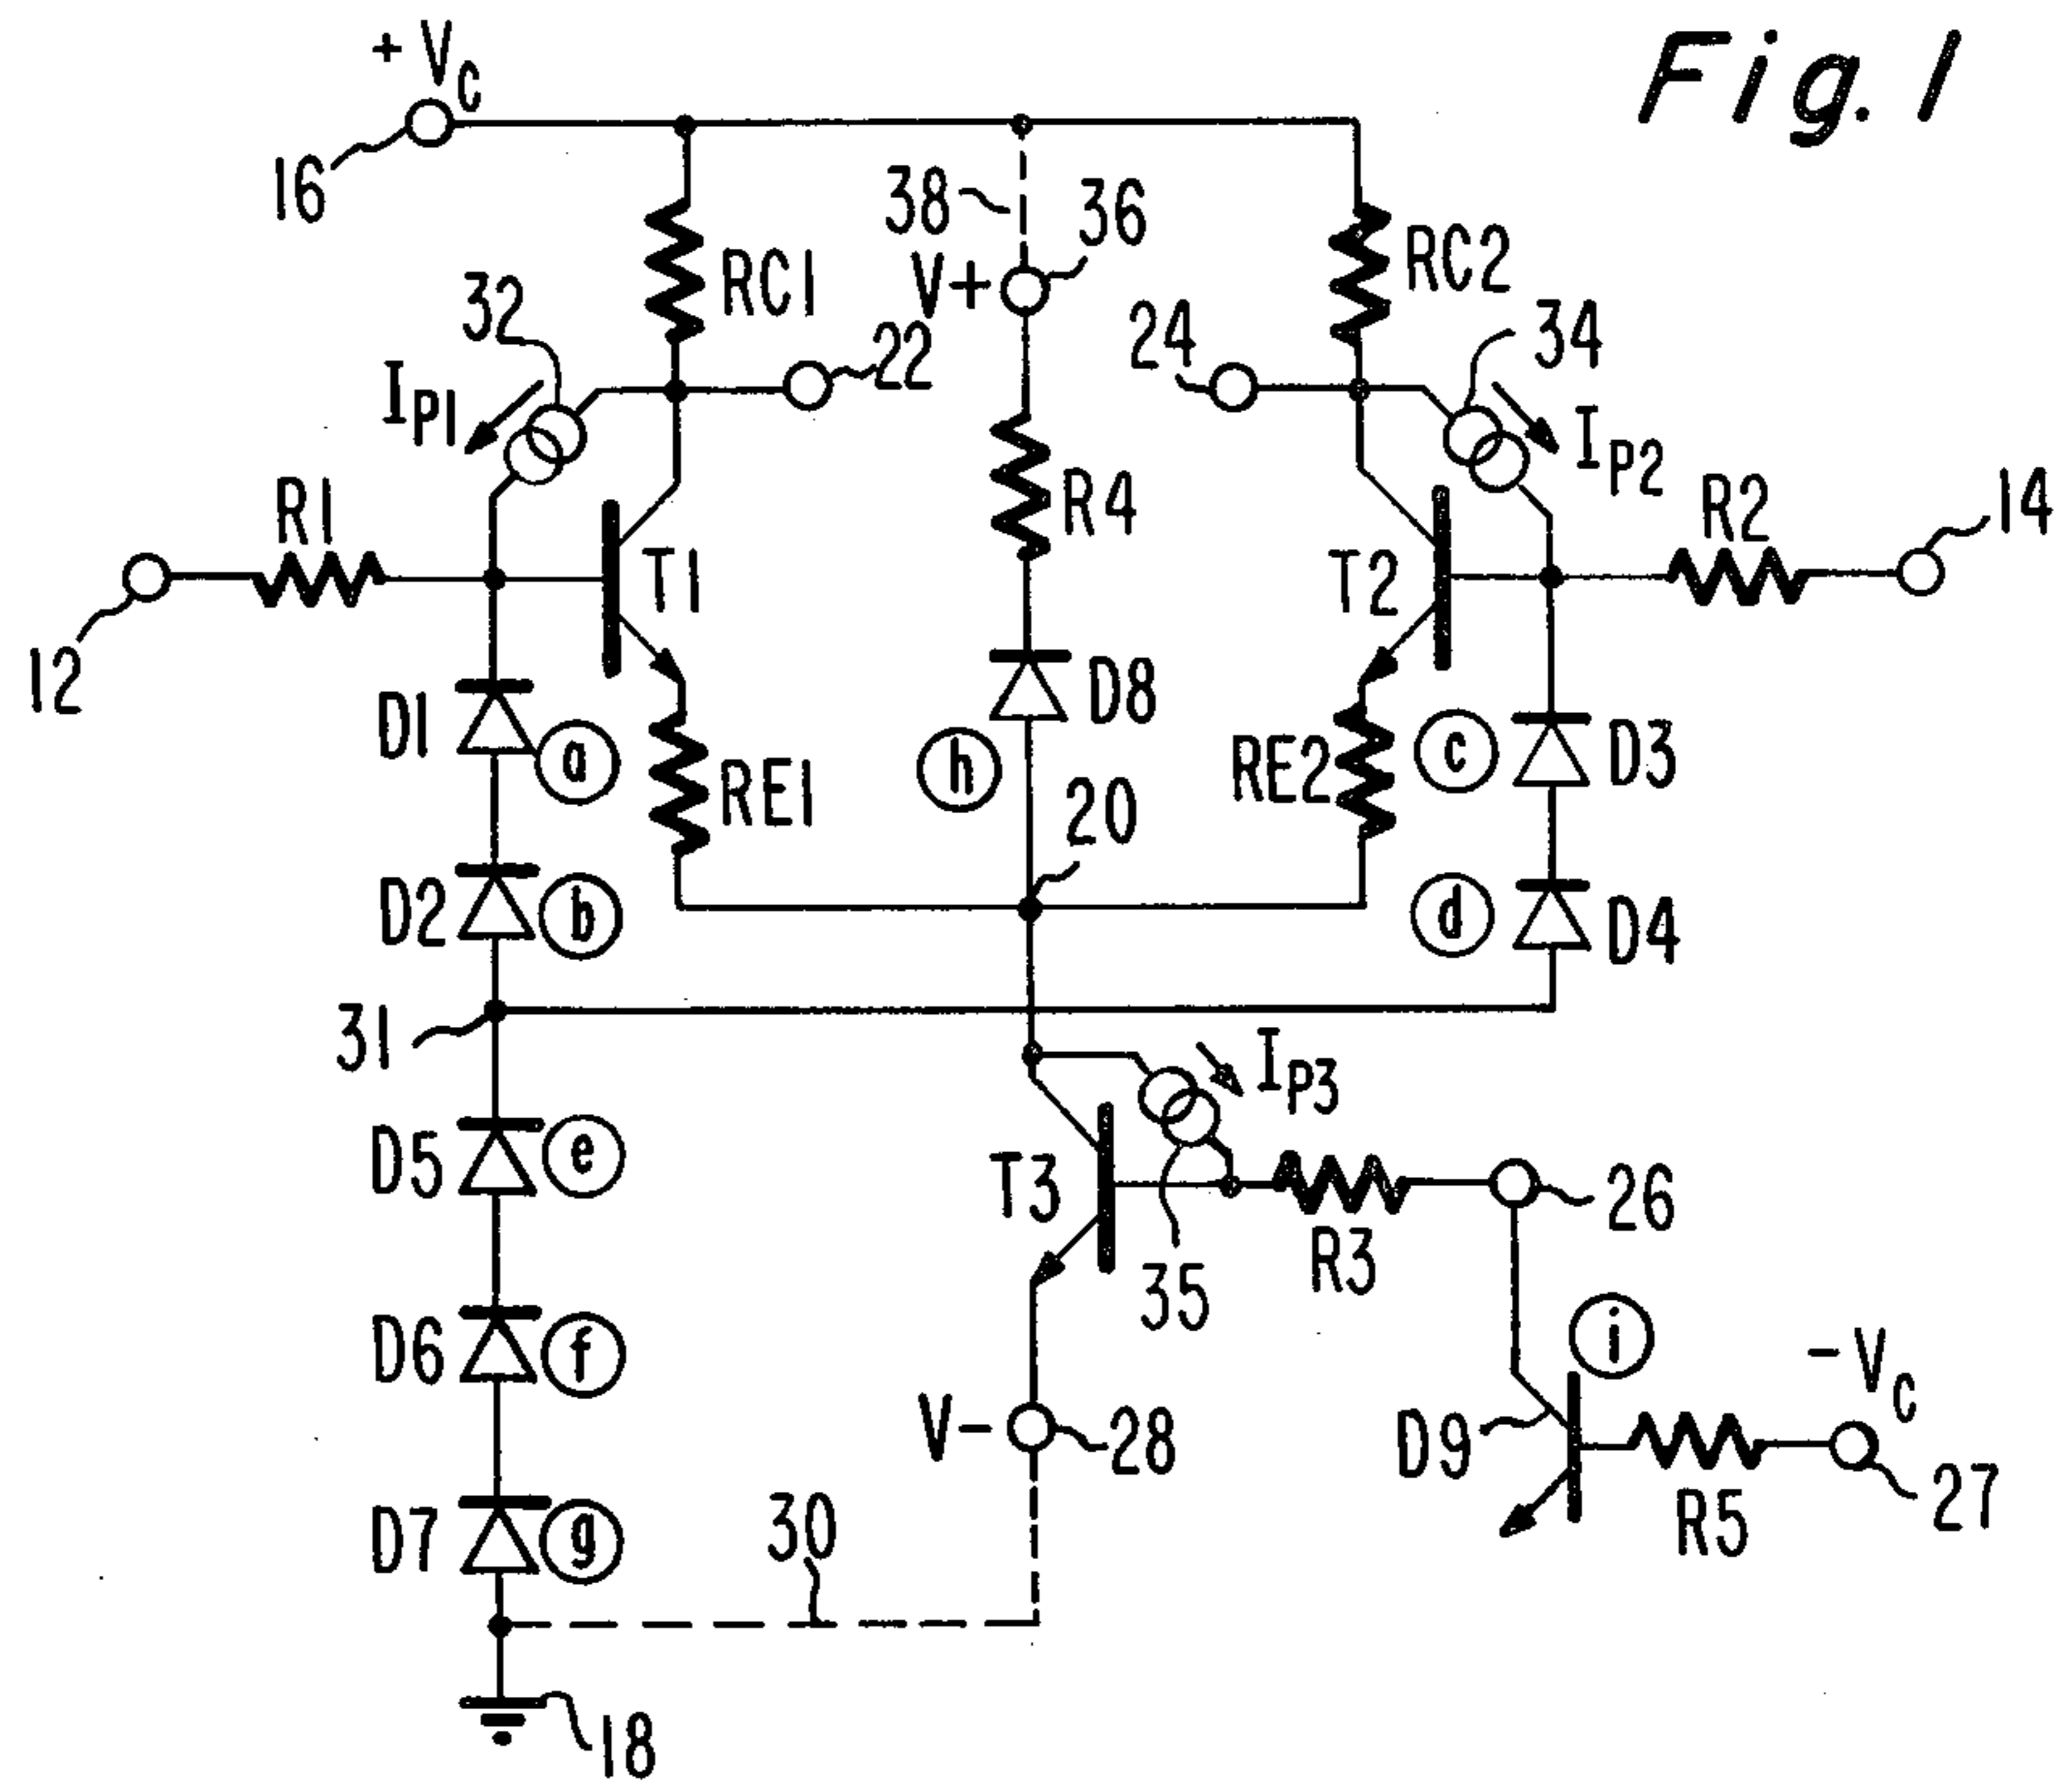 Fig. 1
+ VC
16
38
36
RC1
RC2
V+
32
22
24
34
IP1
IP2
R1
R4
R2
14
T1
T2
12
D1
a
D8
h
RE1
RE2
c
D3
20
D2
b
d
D4
31
IP3
D5
e
T3
26
R3
35
D6
f
i
- VC
V-
28
D9
27
R5
30
D7
g
18